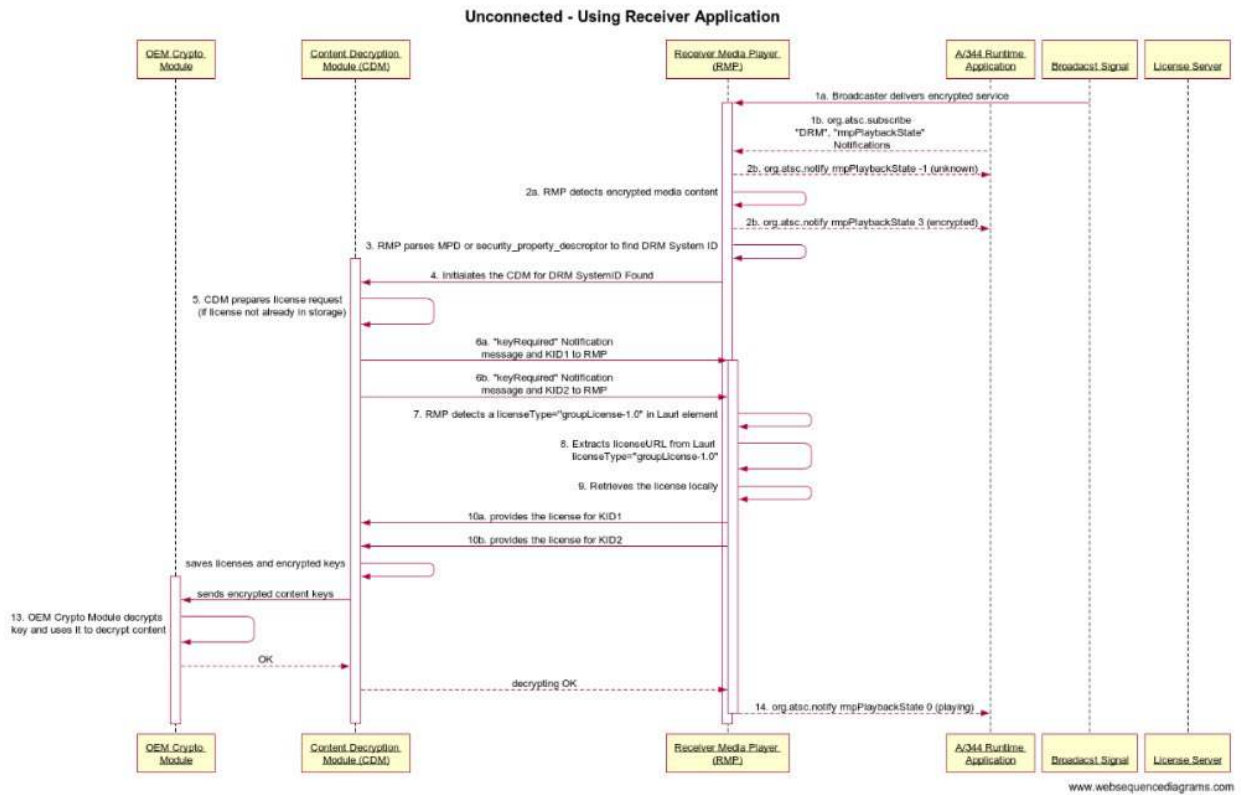 Unconnected - Using Receiver Application
OEM Crypto
Module
Content Decryption
Module (CDM)
Receiver Media Player
(RMP)
A/344 Runtime
Application
Broadacst Signal
License Server
1a. Broadcaster delivers encrypted service
1b. org.atsc.subscribe
"DRM", "rmpPlaybackState"
Notifications
2b. org.atsc.notify rmpPlaybackState -1 (unknown)
2a. RMP detects encrypted media content
2b. org.atsc.notify rmpPlaybackState 3 (encrypted)
3. RMP parses MPD or security_property_descroptor to find DRM System ID
4. Initiaiates the CDM for DRM SystemID Found
5. CDM prepares license request
(if license not already in storage)
6a. "keyRequired" Notification
message and KID1 to RMP
6b. "keyRequired" Notification
message and KID2 to RMP
7. RMP detects a licenseType="groupLicense-1.0" in Laurl element
8. Extracts licenseURL from Laurl
licenseType="groupLicense-1.0"
9. Retrieves the license locally
10a. provides the license for KID1
10b. provides the license for KID2
saves licenses and encrypted keys
sends encrypted content keys
13. OEM Crypto Module decrypts
key and uses it to decrypt content
OK
decrypting OK
14. org.atsc.notify rmpPlaybackState 0 (playing)
OEM Crypto
Module
Content Decryption
Module (CDM)
Receiver Media Player
(RMP)
A/344 Runtime
Application
Broadacst Signal
License Server
www.websequencediagrams.com